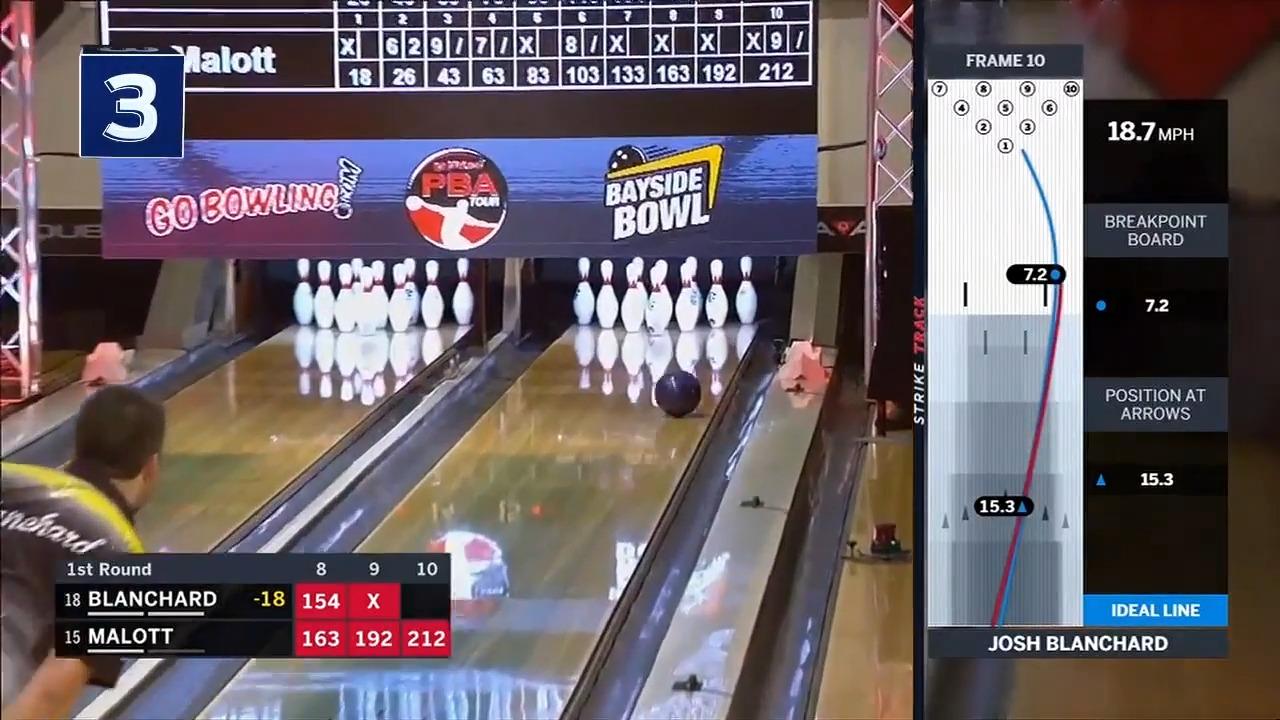 1 2 3 4 5 6 7 8 9 10
Malott X 6 2 9 / 7 / X 8 / X X X X 9 /
18 26 43 63 83 103 133 163 192 212
3
GO BOWLING!
PBA
TOUR
BAYSIDE
BOWL
nchard
1st Round 8 9 10
18 BLANCHARD -18 154 X
15 MALOTT 163 192 212
STRIKE TRACK
FRAME 10
7 8 9 10
4 5 6
2 3
1
7.2
15.3
18.7 MPH
BREAKPOINT
BOARD
7.2
POSITION AT
ARROWS
15.3
IDEAL LINE
JOSH BLANCHARD